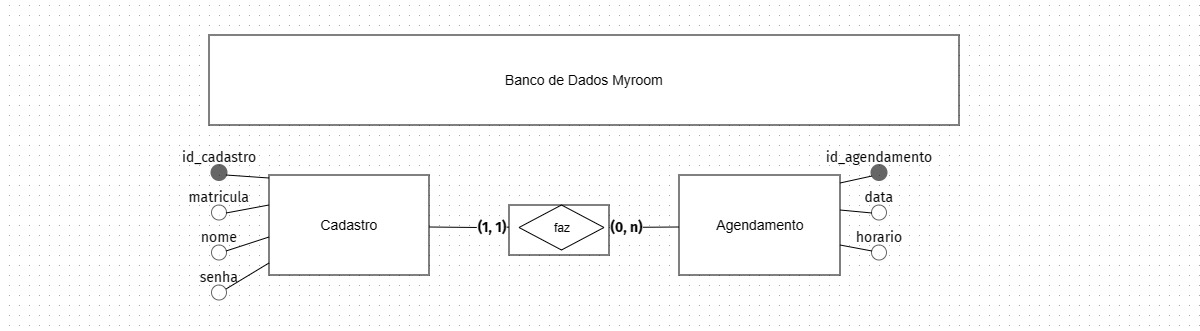 Banco de Dados Myroom
id_cadastro
matricula
nome
senha
Cadastro
(1, 1)
faz
(0, n)
Agendamento
id_agendamento
data
horario